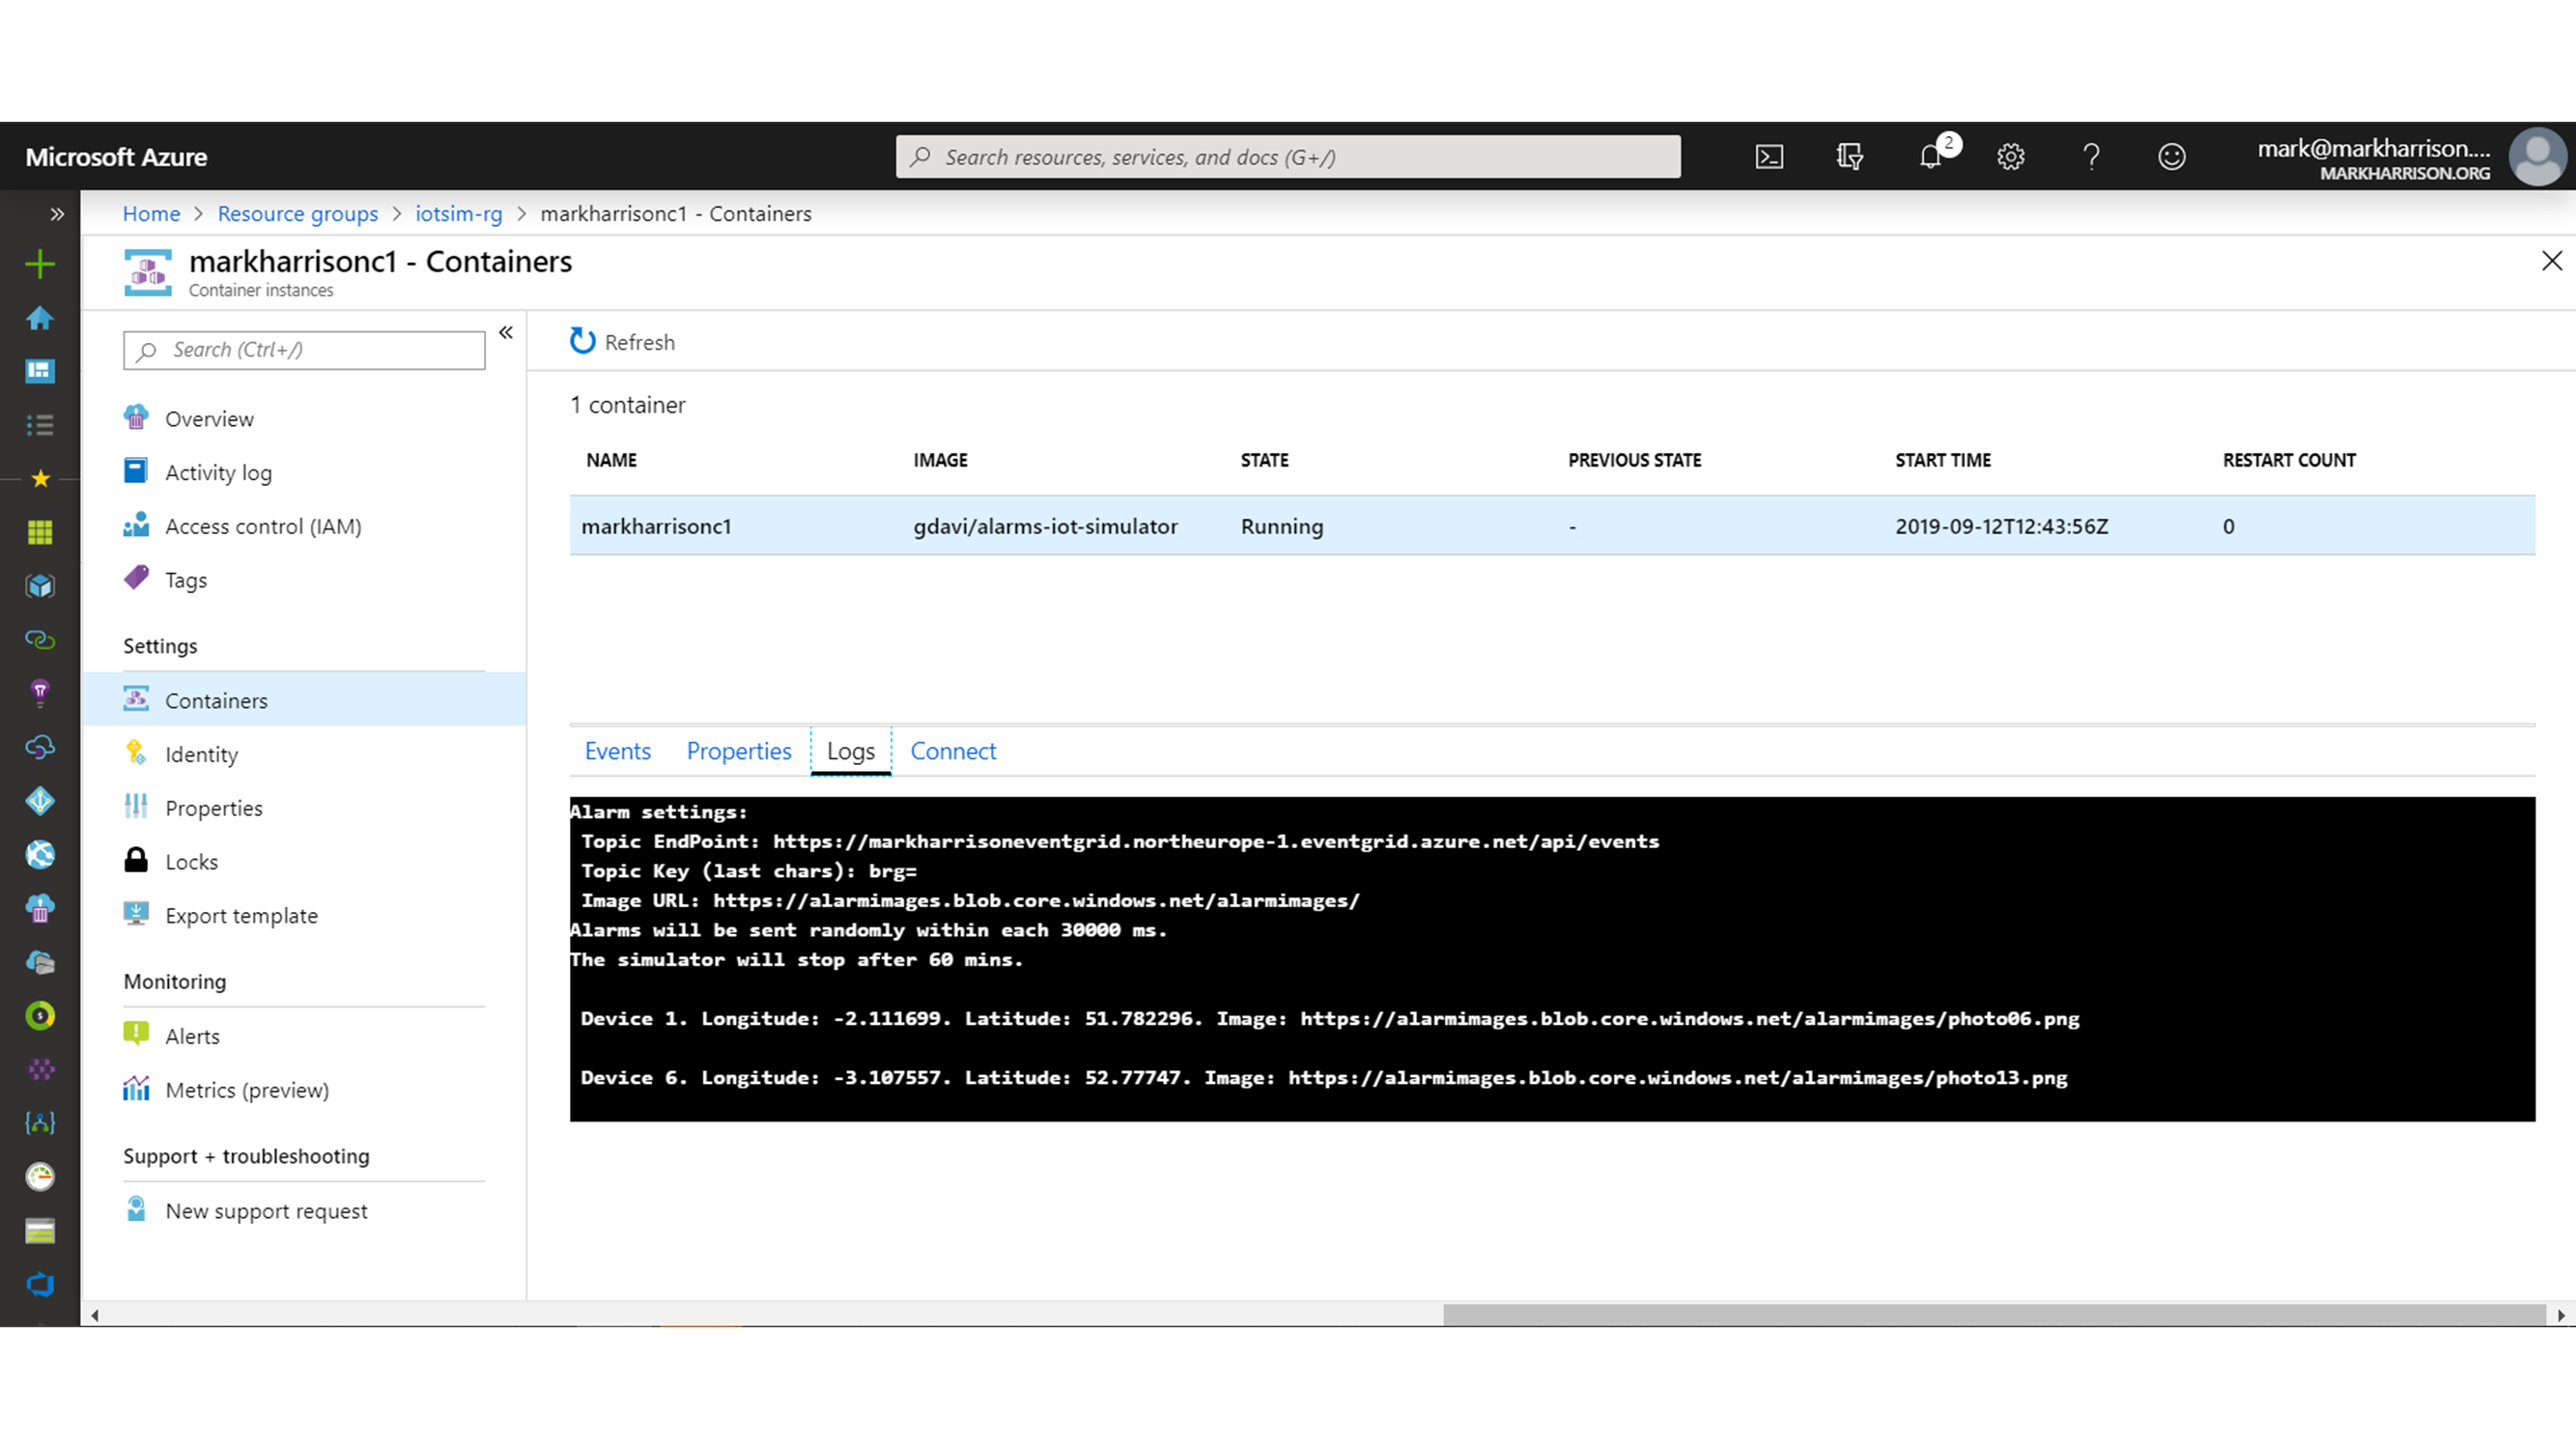 Microsoft Azure
Search resources, services, and docs (G+/)
2
mark@markharrison....
MARKHARRISON.ORG
Home > Resource groups > iotsim-rg > markharrisonc1 - Containers
markharrisonc1 - Containers
Container instances
Search (Ctrl+/)
Overview
Activity log
Access control (IAM)
Tags
Settings
Containers
Identity
Properties
Locks
Export template
Monitoring
Alerts
Metrics (preview)
Support + troubleshooting
New support request
Refresh
1 container
NAME IMAGE STATE PREVIOUS STATE START TIME RESTART COUNT
markharrisonc1 gdavi/alarms-iot-simulator Running - 2019-09-12T12:43:56Z 0
Events Properties Logs Connect
Alarm settings:
Topic EndPoint: https://markharrisoneventgrid.northeurope-1.eventgrid.azure.net/api/events
Topic Key (last chars): brg=
Image URL: https://alarmimages.blob.core.windows.net/alarmimages/
Alarms will be sent randomly within each 30000 ms.
The simulator will stop after 60 mins.
Device 1. Longitude: -2.111699. Latitude: 51.782296. Image: https://alarmimages.blob.core.windows.net/alarmimages/photo06.png
Device 6. Longitude: -3.107557. Latitude: 52.77747. Image: https://alarmimages.blob.core.windows.net/alarmimages/photo13.png